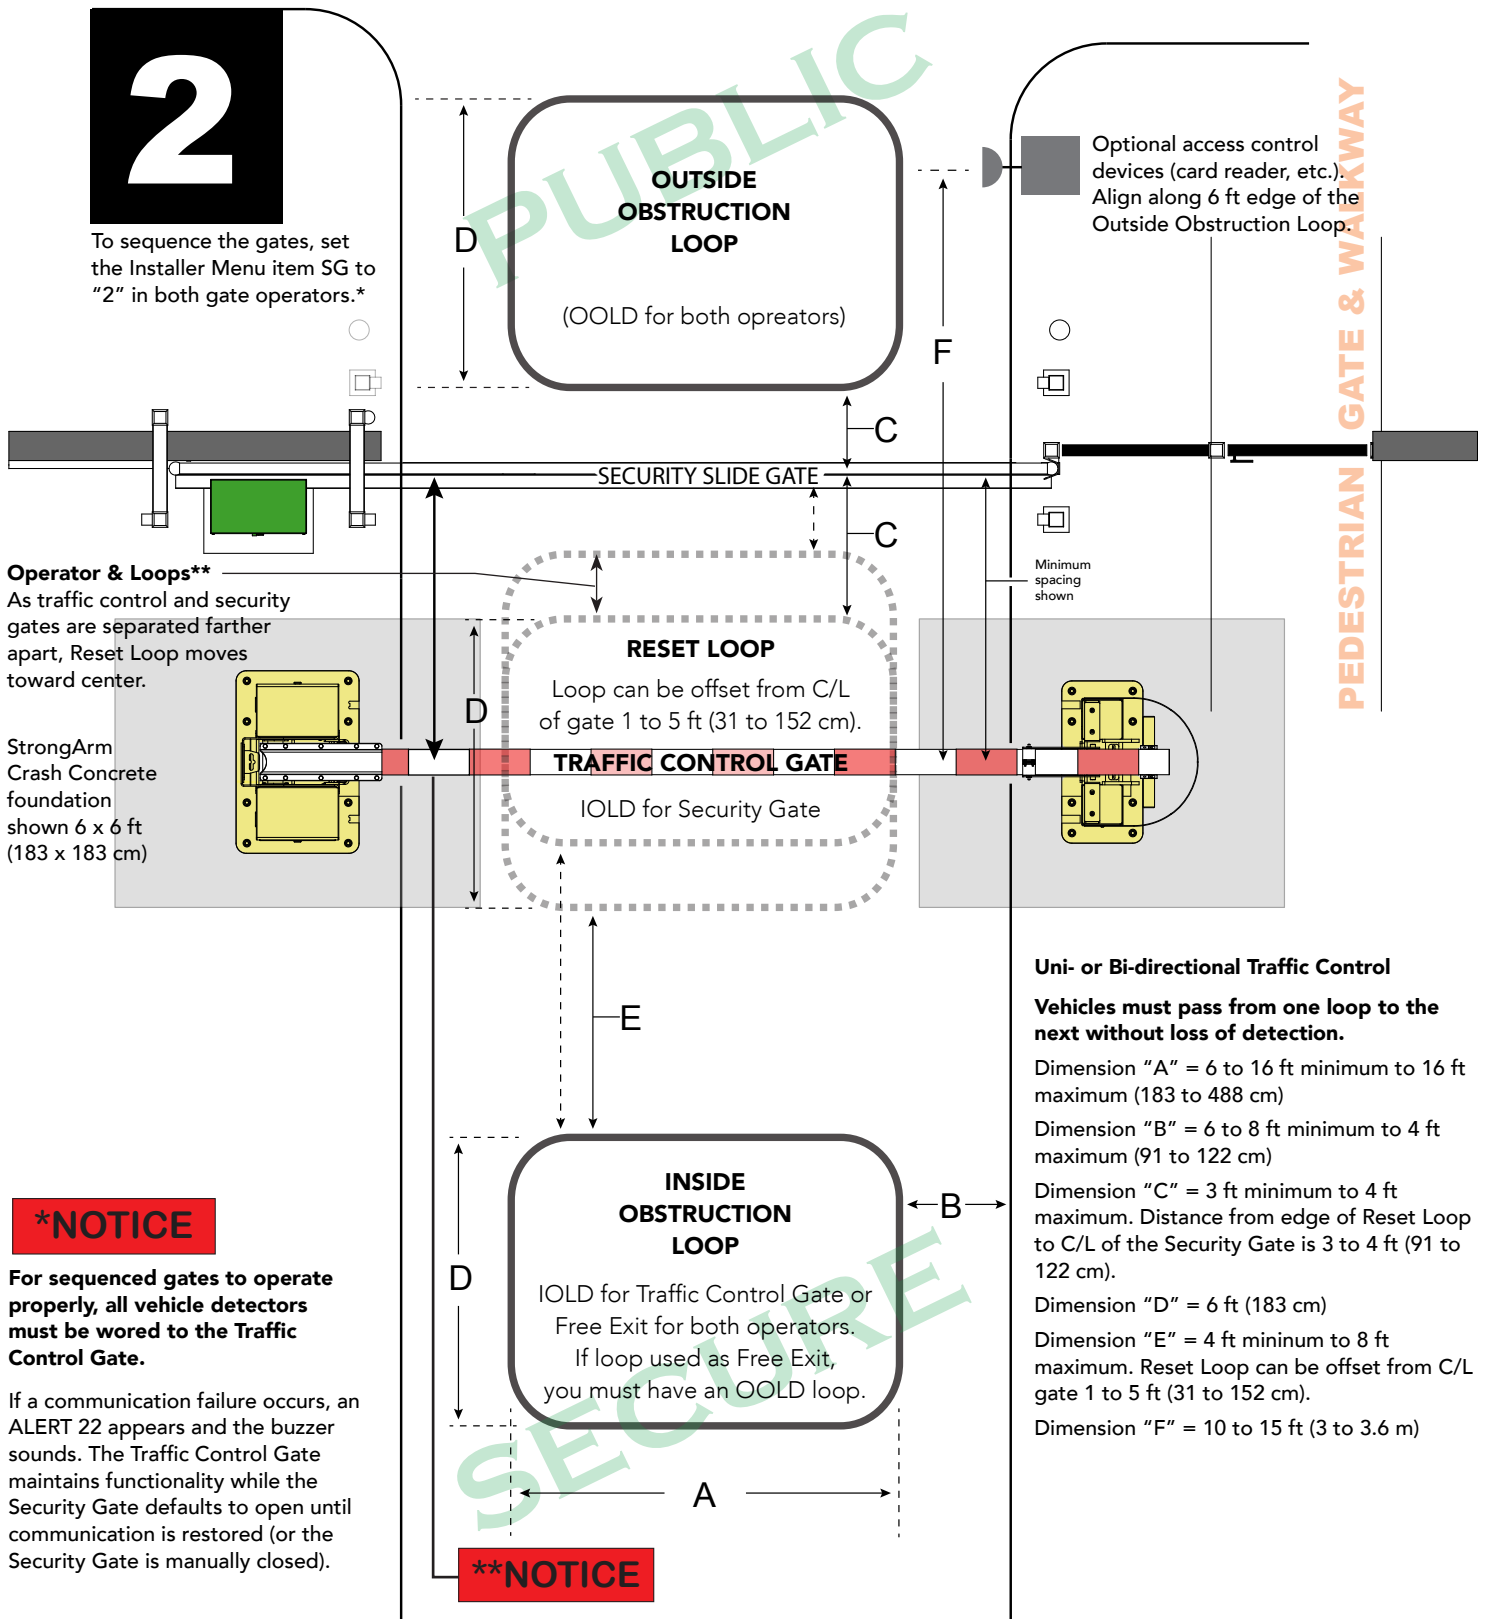 2
To sequence the gates, set
the Installer Menu item SG to
“2” in both gate operators.*
PUBLIC
OUTSIDE
OBSTRUCTION
LOOP
(OOLD for both opreators)
D
F
Optional access control
devices (card reader, etc.).
Align along 6 ft edge of the
Outside Obstruction Loop.
PEDESTRIAN GATE & WALKWAY
C
SECURITY SLIDE GATE
C
Minimum
spacing
shown
Operator & Loops**
As traffic control and security
gates are separated farther
apart, Reset Loop moves
toward center.
StrongArm
Crash Concrete
foundation
shown 6 x 6 ft
(183 x 183 cm)
D
RESET LOOP
Loop can be offset from C/L
of gate 1 to 5 ft (31 to 152 cm).
TRAFFIC CONTROL GATE
IOLD for Security Gate
E
INSIDE
OBSTRUCTION
LOOP
IOLD for Traffic Control Gate or
Free Exit for both operators.
If loop used as Free Exit,
you must have an OOLD loop.
D
B
A
SECURE
Uni- or Bi-directional Traffic Control
Vehicles must pass from one loop to the
next without loss of detection.
Dimension “A” = 6 to 16 ft minimum to 16 ft
maximum (183 to 488 cm)
Dimension “B” = 6 to 8 ft minimum to 4 ft
maximum (91 to 122 cm)
Dimension “C” = 3 ft minimum to 4 ft
maximum. Distance from edge of Reset Loop
to C/L of the Security Gate is 3 to 4 ft (91 to
122 cm).
Dimension “D” = 6 ft (183 cm)
Dimension “E” = 4 ft mininum to 8 ft
maximum. Reset Loop can be offset from C/L
gate 1 to 5 ft (31 to 152 cm).
Dimension “F” = 10 to 15 ft (3 to 3.6 m)
*NOTICE
For sequenced gates to operate
properly, all vehicle detectors
must be wored to the Traffic
Control Gate.
If a communication failure occurs, an
ALERT 22 appears and the buzzer
sounds. The Traffic Control Gate
maintains functionality while the
Security Gate defaults to open until
communication is restored (or the
Security Gate is manually closed).
**NOTICE